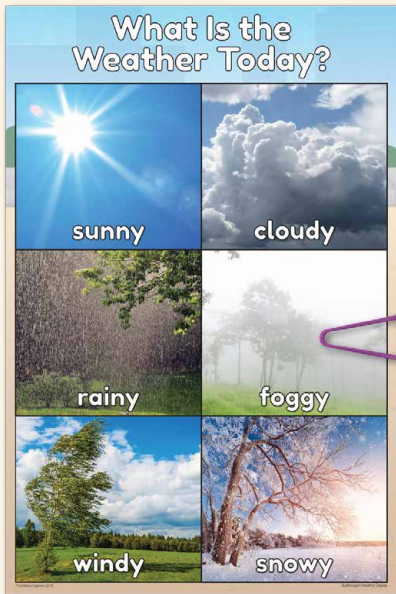 What Is the
Weather Today?
sunny
cloudy
rainy
foggy
windy
snowy